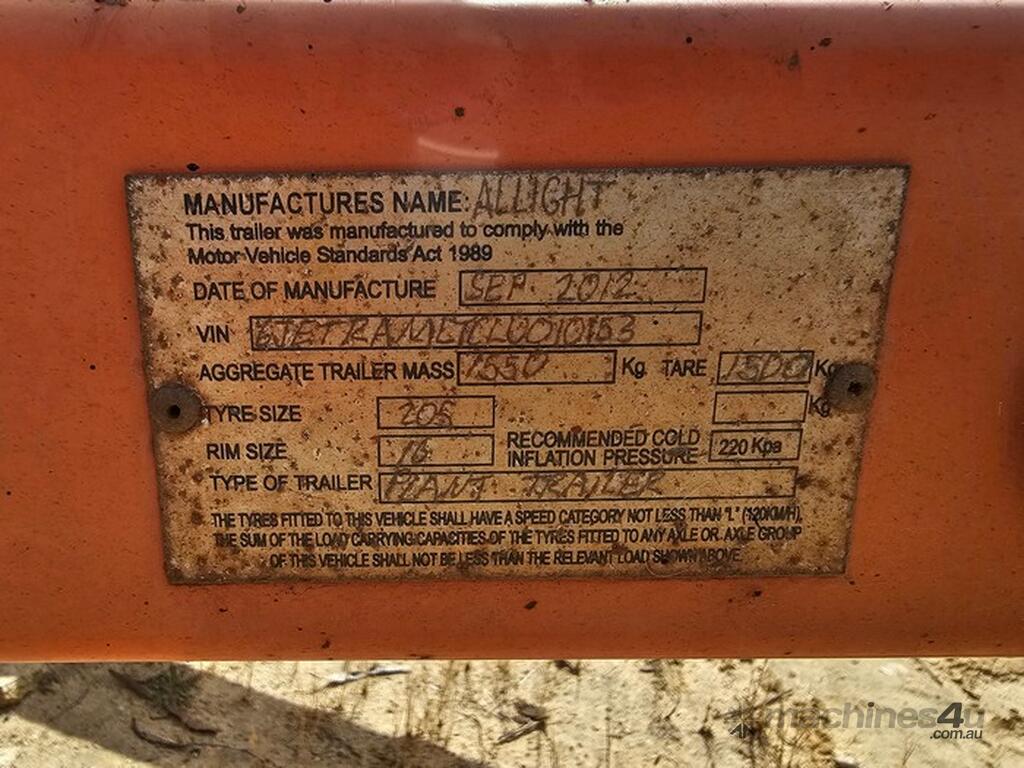 MANUFACTURES NAME: ALLIGHT
This trailer was manufactured to comply with the
Motor Vehicle Standards Act 1989
DATE OF MANUFACTURE SEP. 2012
VIN
AGGREGATE TRAILER MASS 1550 Kg TARE 1500 Kg
TYRE SIZE 205 Kg
RIM SIZE 16 RECOMMENDED COLD INFLATION PRESSURE 220 Kpa
TYPE OF TRAILER PLANT TRAILER
THE TYRES FITTED TO THIS VEHICLE SHALL HAVE A SPEED CATEGORY NOT LESS THAN "L" (120KM/H),
THE SUM OF THE LOAD CARRYING CAPACITIES OF THE TYRES FITTED TO ANY AXLE OR AXLE GROUP
OF THIS VEHICLE SHALL NOT BE LESS THAN THE RELEVANT LOAD SHOWN ABOVE
machines4u
.com.au